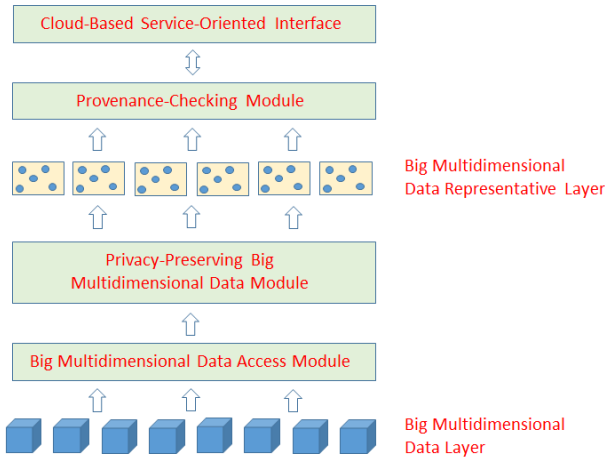 Cloud-Based Service-Oriented Interface
Provenance-Checking Module
Big Multidimensional
Data Representative Layer
Privacy-Preserving Big
Multidimensional Data Module
Big Multidimensional Data Access Module
Big Multidimensional
Data Layer